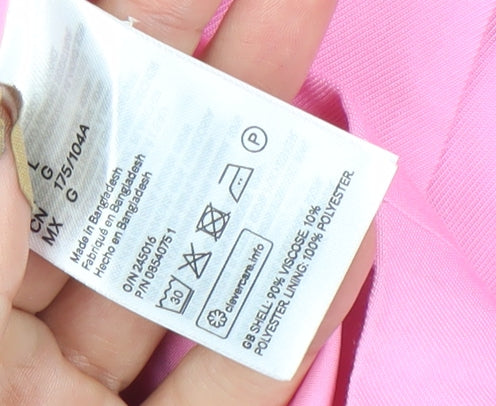 L
G
CN 175/104A
MX G
Made in Bangladesh
Fabriqué en Bangladesh
Hecho en Bangladesh
O/N 245016
P/N 08540751
30
P
clevercare.info
GB SHELL: 90% VISCOSE, 10%
POLYESTER. LINING: 100% POLYESTER.